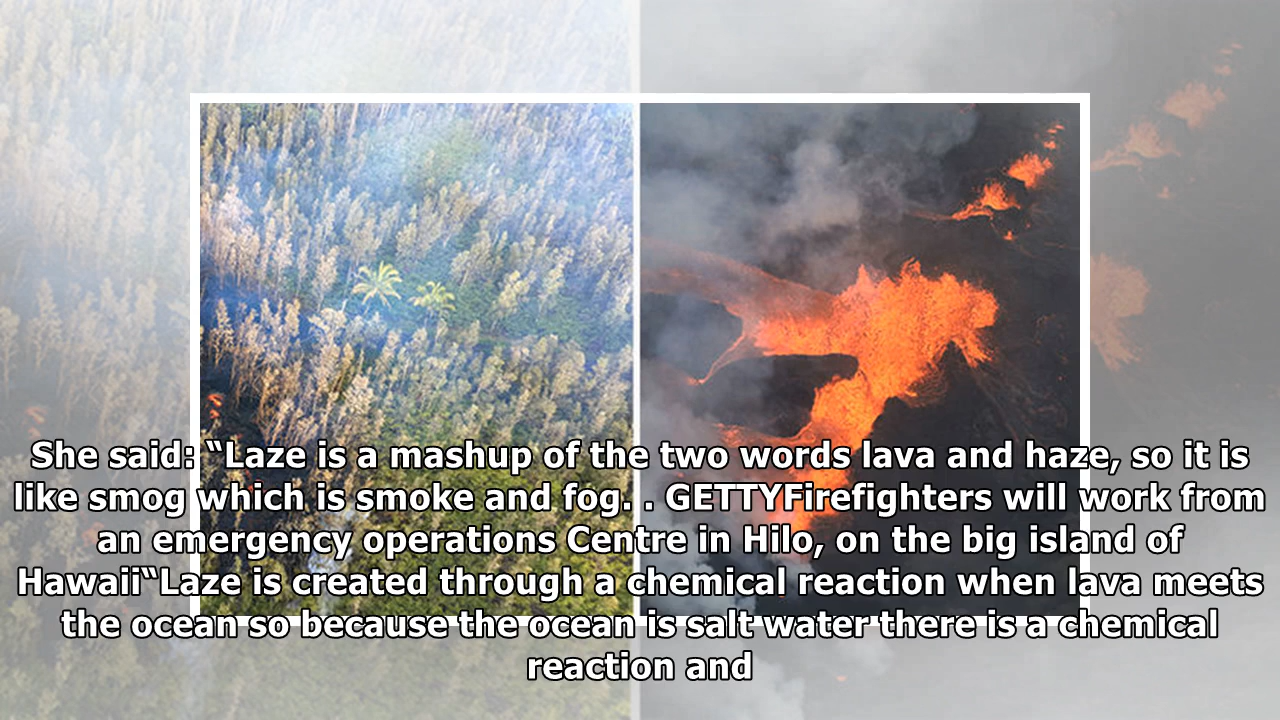 She said: “Laze is a mashup of the two words lava and haze, so it is
like smog which is smoke and fog. . GETTYFirefighters will work from
an emergency operations Centre in Hilo, on the big island of
Hawaii“Laze is created through a chemical reaction when lava meets
the ocean so because the ocean is salt water there is a chemical
reaction and